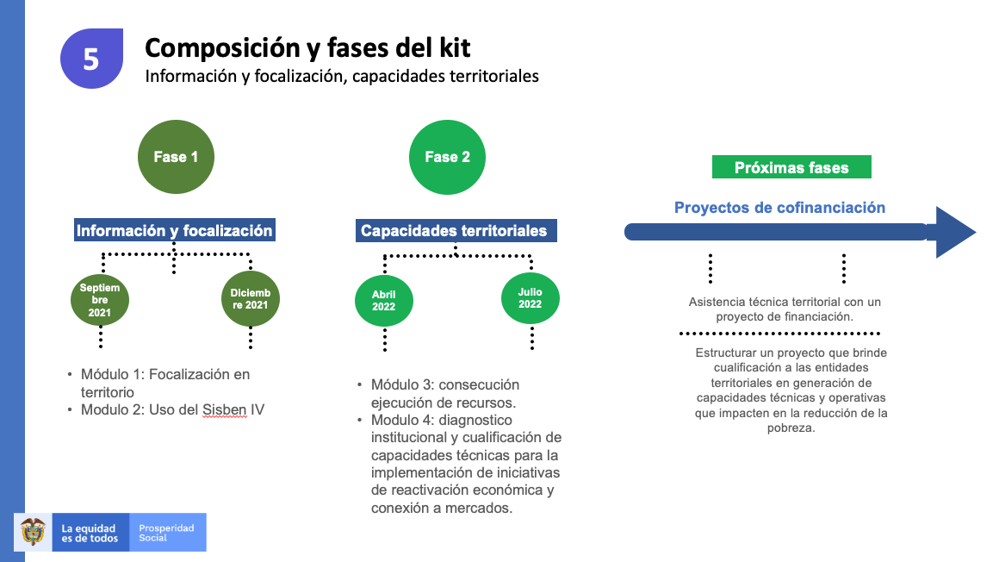 5
Composición y fases del kit
Información y focalización, capacidades territoriales
Fase 1
Información y focalización
Septiem
bre
2021
Diciemb
re 2021
• Módulo 1: Focalización en
territorio
• Modulo 2: Uso del Sisben IV
Fase 2
Capacidades territoriales
Abril
2022
Julio
2022
• Módulo 3: consecución
ejecución de recursos.
• Modulo 4: diagnostico
institucional y cualificación de
capacidades técnicas para la
implementación de iniciativas
de reactivación económica y
conexión a mercados.
Próximas fases
Proyectos de cofinanciación
Asistencia técnica territorial con un
proyecto de financiación.
Estructurar un proyecto que brinde
cualificación a las entidades
territoriales en generación de
capacidades técnicas y operativas
que impacten en la reducción de la
pobreza.
La equidad
es de todos
Prosperidad
Social